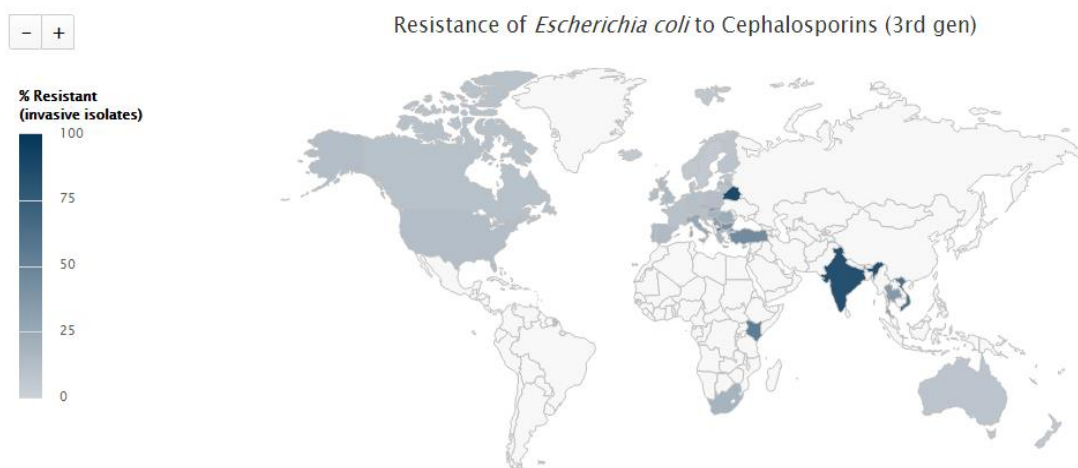 Resistance of Escherichia coli to Cephalosporins (3rd gen)
− +
% Resistant
(invasive isolates)
100
75
50
25
0